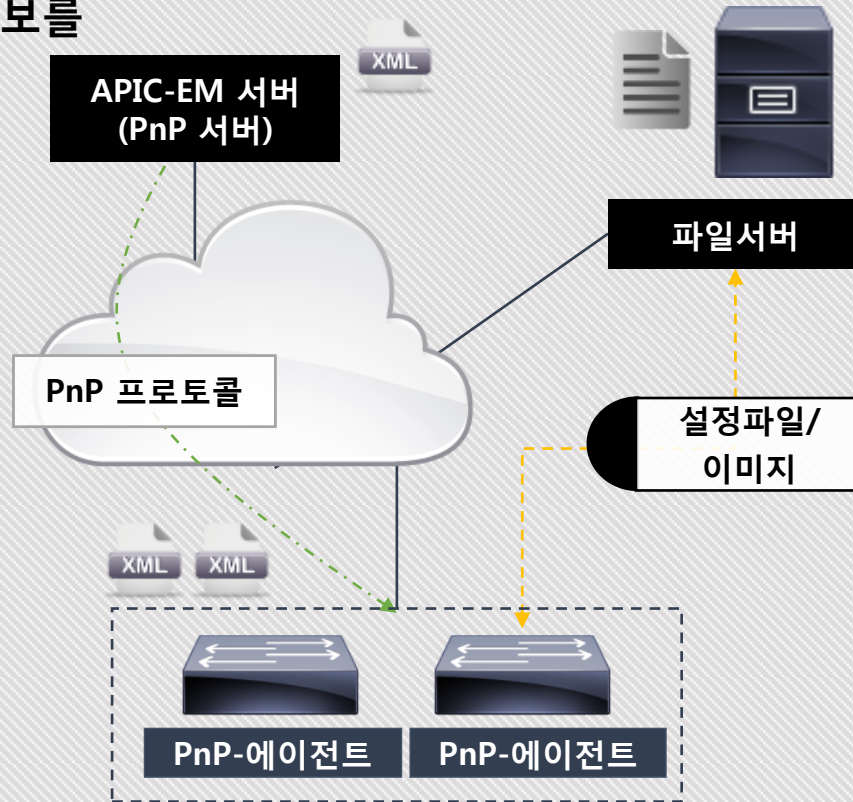 보를
APIC-EM 서버
(PnP 서버)
XML
파일서버
PnP 프로토콜
설정파일/
이미지
XML
XML
PnP-에이전트
PnP-에이전트